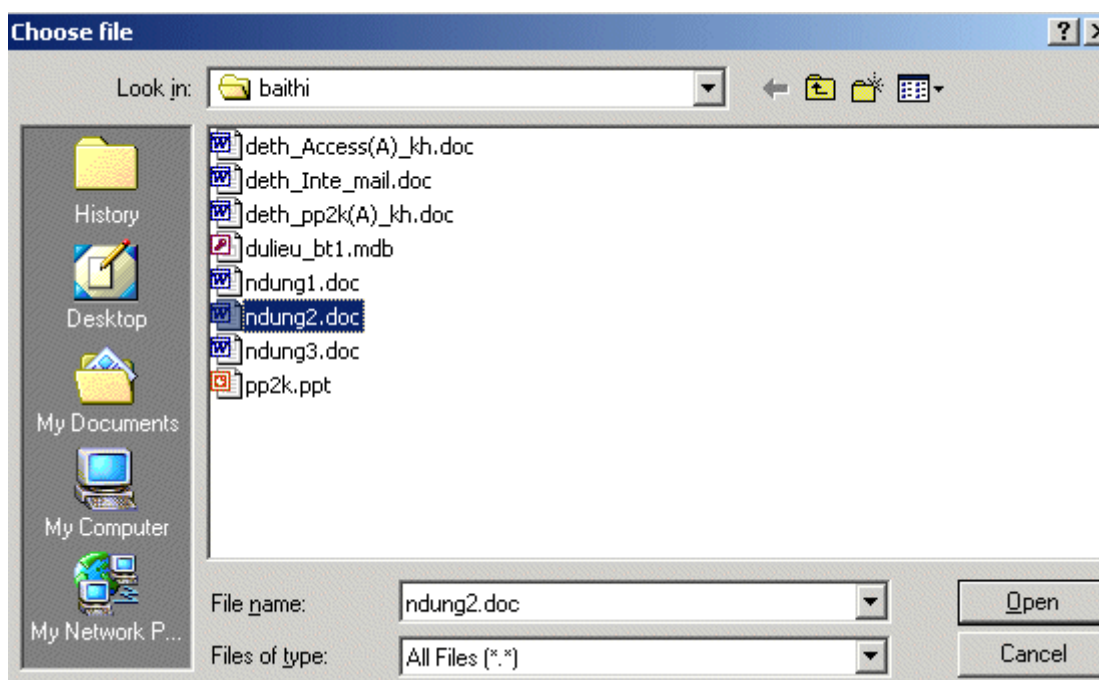 Choose file
Look in:
baithi
History
Desktop
My Documents
My Computer
My Network P...
deth_Access(A)_kh.doc
deth_Inte_mail.doc
deth_pp2k(A)_kh.doc
dulieu_bt1.mdb
ndung1.doc
ndung2.doc
ndung3.doc
pp2k.ppt
File name:
ndung2.doc
Open
Files of type:
All Files (*.*)
Cancel